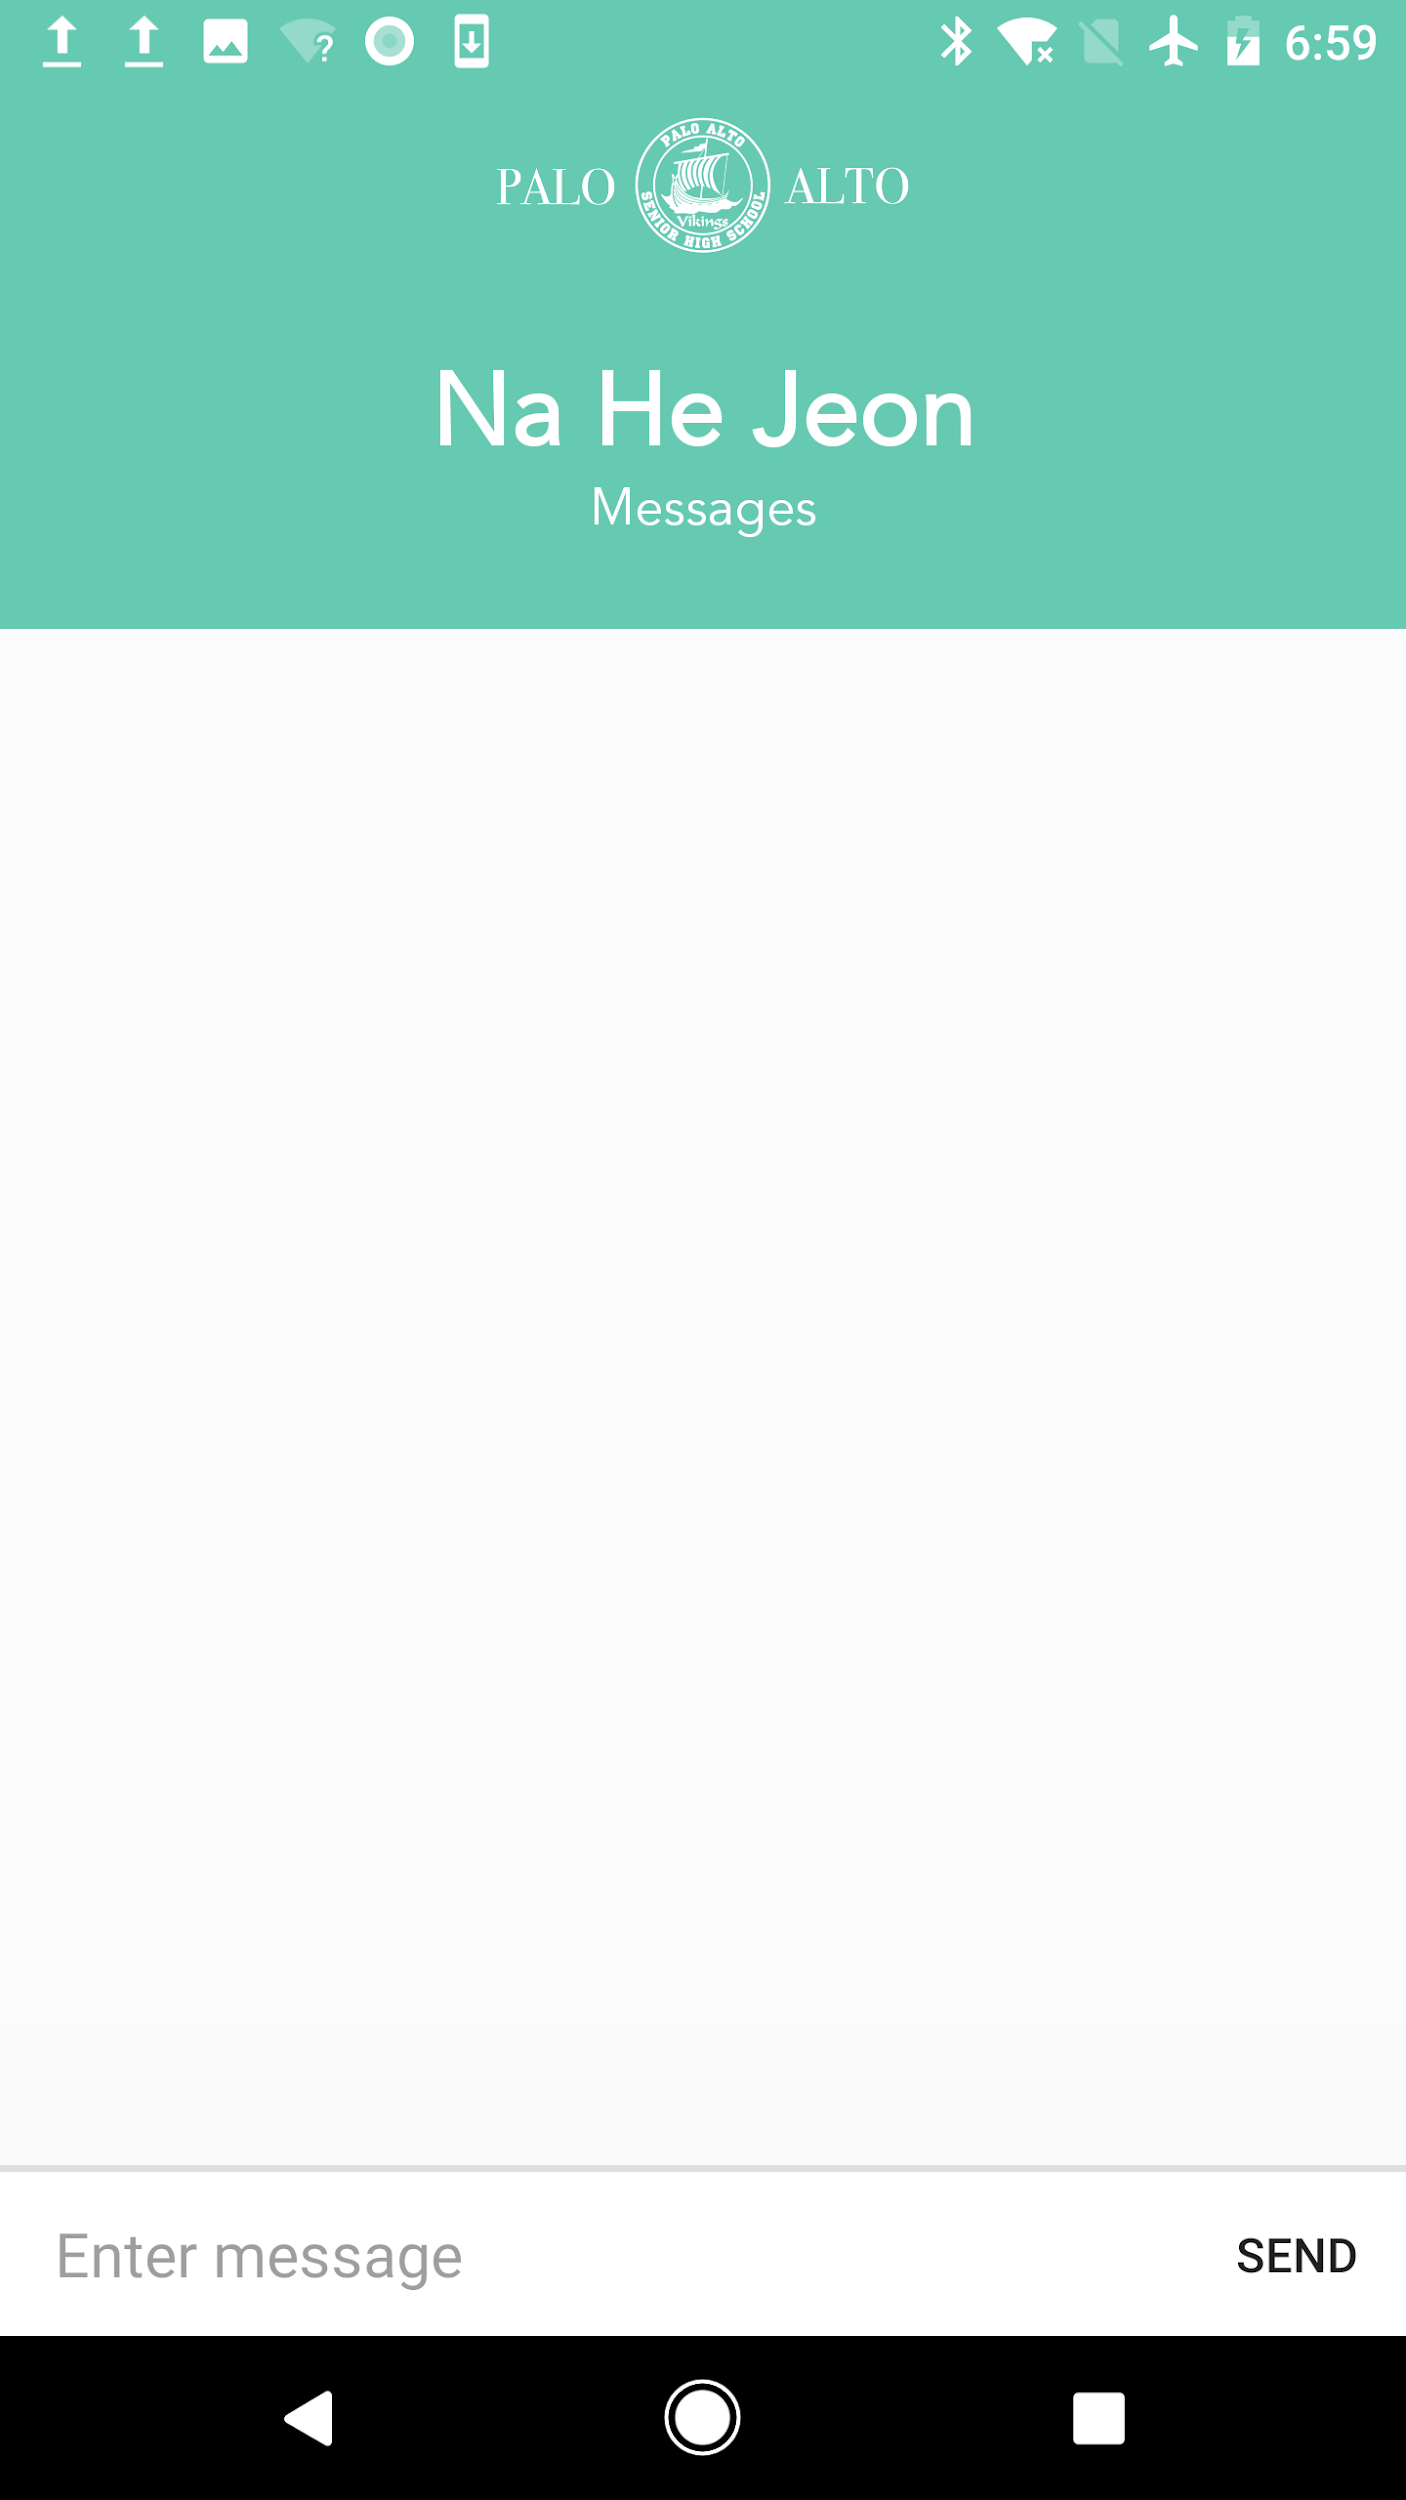 6:59
PALO ALTO
PALO ALTO
SENIOR HIGH SCHOOL
Vikings
Na He Jeon
Messages
Enter message
SEND